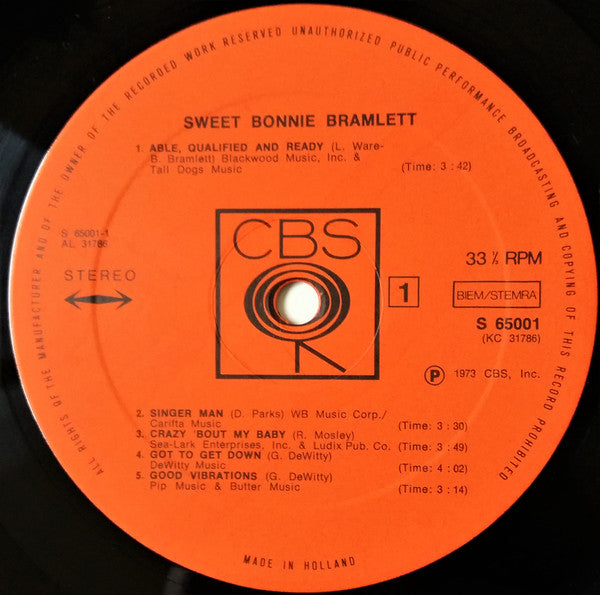 ALL RIGHTS OF THE MANUFACTURER AND OF THE OWNER OF THE RECORDED WORK RESERVED UNAUTHORIZED PUBLIC PERFORMANCE BROADCASTING AND COPYING OF THIS RECORD PROHIBITED
SWEET BONNIE BRAMLETT
1. ABLE, QUALIFIED AND READY (L. Ware-
B. Bramlett) Blackwood Music, Inc. &
Tall Dogs Music (Time: 3 : 42)
S 65001-1
AL 31786
STEREO
CBS
1
33 ⅓ RPM
BIEM/STEMRA
S 65001
(KC 31786)
P 1973 CBS, Inc.
2. SINGER MAN (D. Parks) WB Music Corp./
Carifta Music (Time: 3 : 30)
3. CRAZY 'BOUT MY BABY (R. Mosley)
Sea-Lark Enterprises, Inc. & Ludix Pub. Co. (Time: 3 : 49)
4. GOT TO GET DOWN (G. DeWitty)
DeWitty Music (Time: 4 : 02)
5. GOOD VIBRATIONS (G. DeWitty)
Pip Music & Butter Music (Time: 3 : 14)
MADE IN HOLLAND